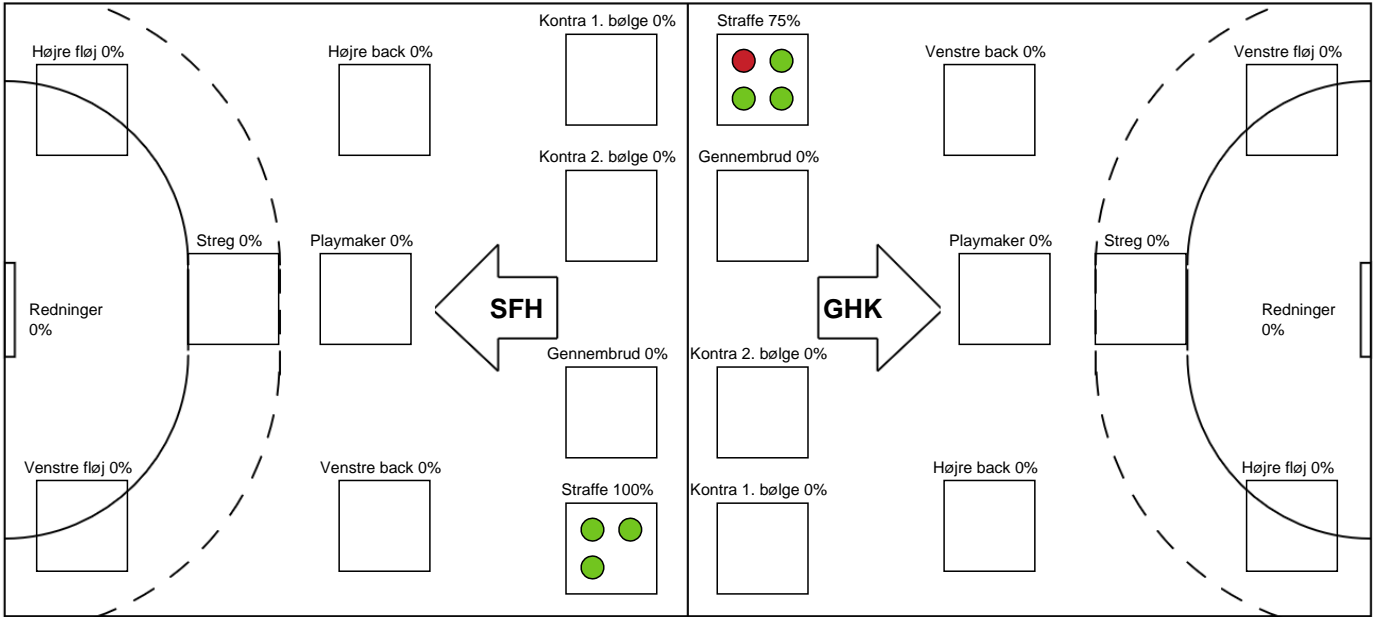 Kontra 1. bølge 0%
Straffe 75%
Højre fløj 0%
Højre back 0%
Venstre back 0%
Venstre fløj 0%
Kontra 2. bølge 0%
Gennembrud 0%
Streg 0%
Playmaker 0%
Playmaker 0%
Streg 0%
Redninger
0%
SFH
GHK
Redninger
0%
Gennembrud 0%
Kontra 2. bølge 0%
Venstre fløj 0%
Venstre back 0%
Højre back 0%
Højre fløj 0%
Straffe 100%
Kontra 1. bølge 0%